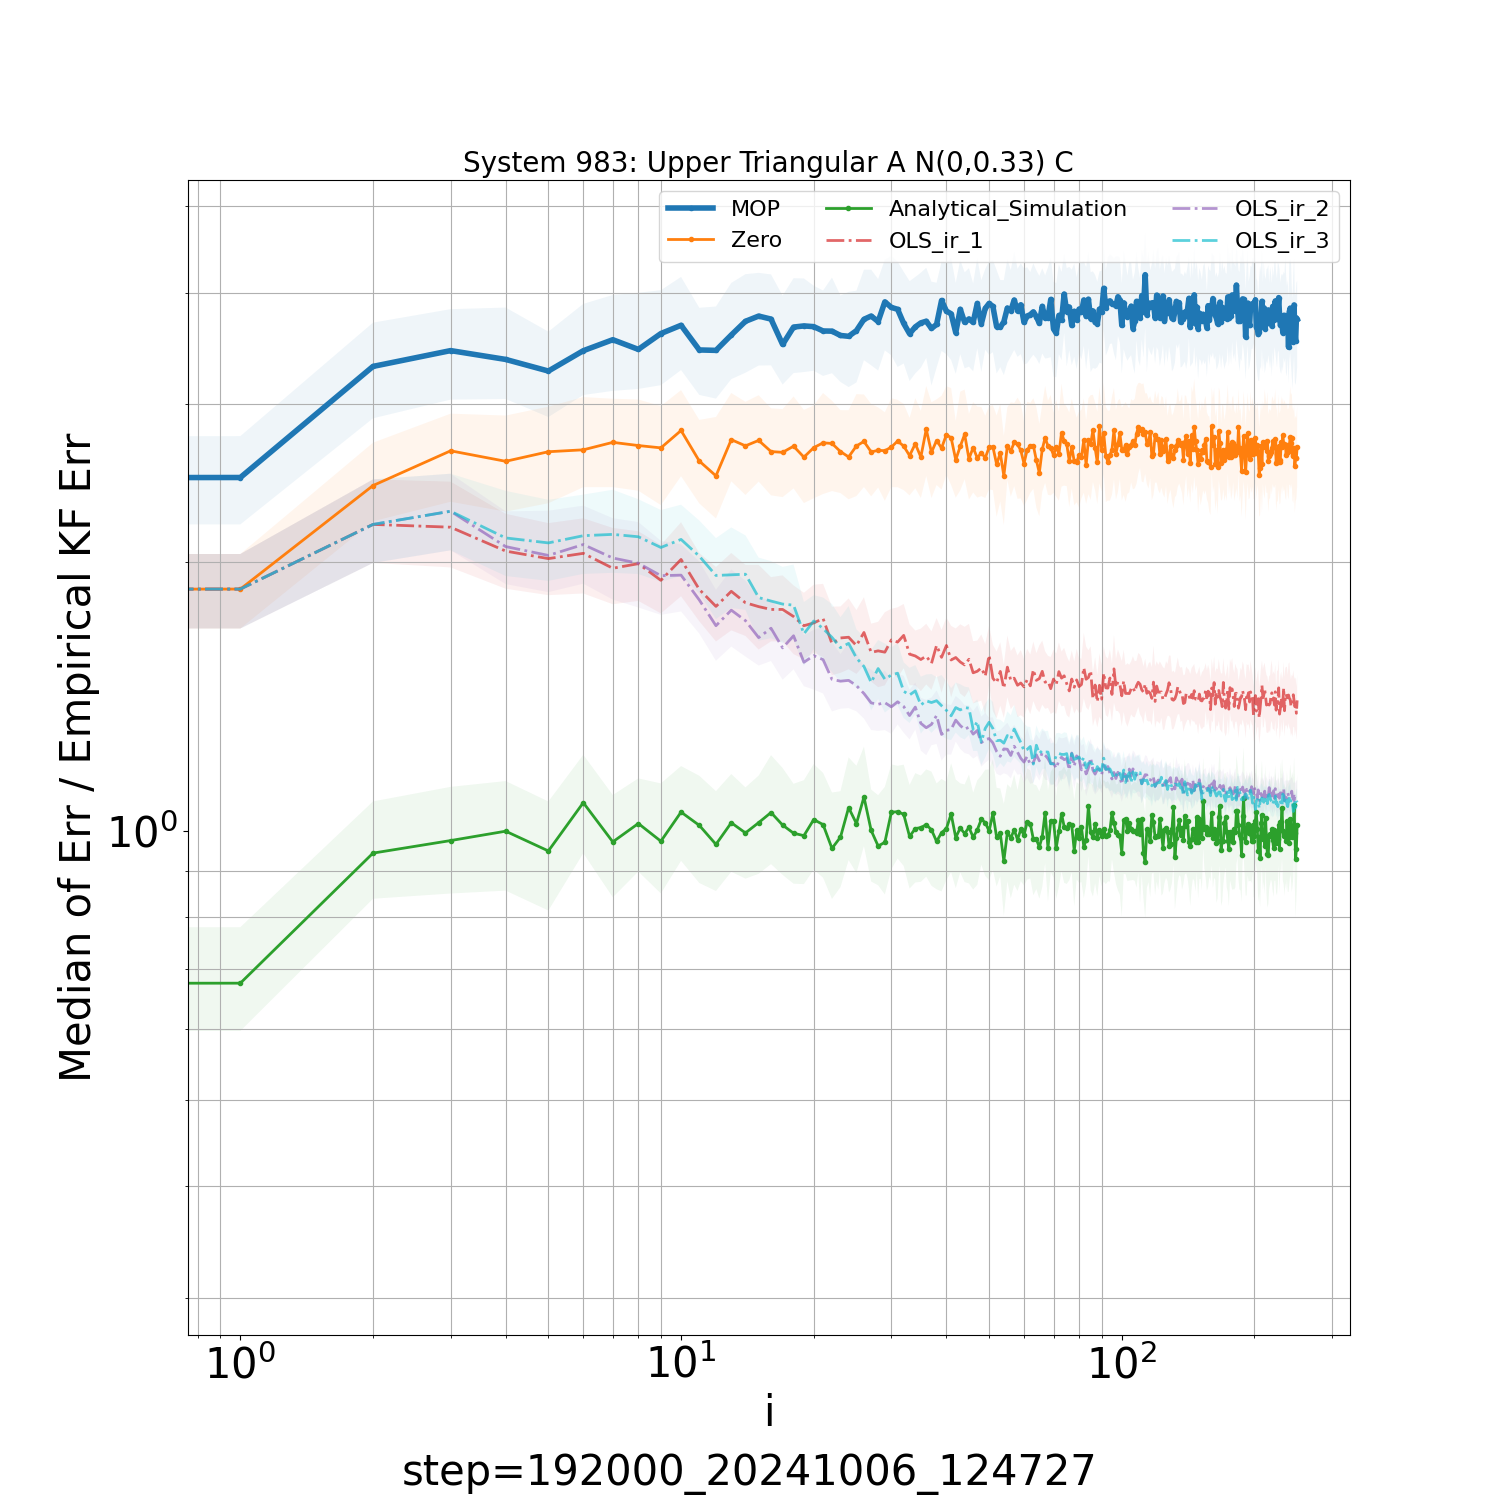 System 983: Upper Triangular A N(0,0.33) C
MOP
Zero
Analytical_Simulation
OLS_ir_1
OLS_ir_2
OLS_ir_3
Median of Err / Empirical KF Err
10⁰
10⁰ 10¹ 10²
i
step=192000_20241006_124727